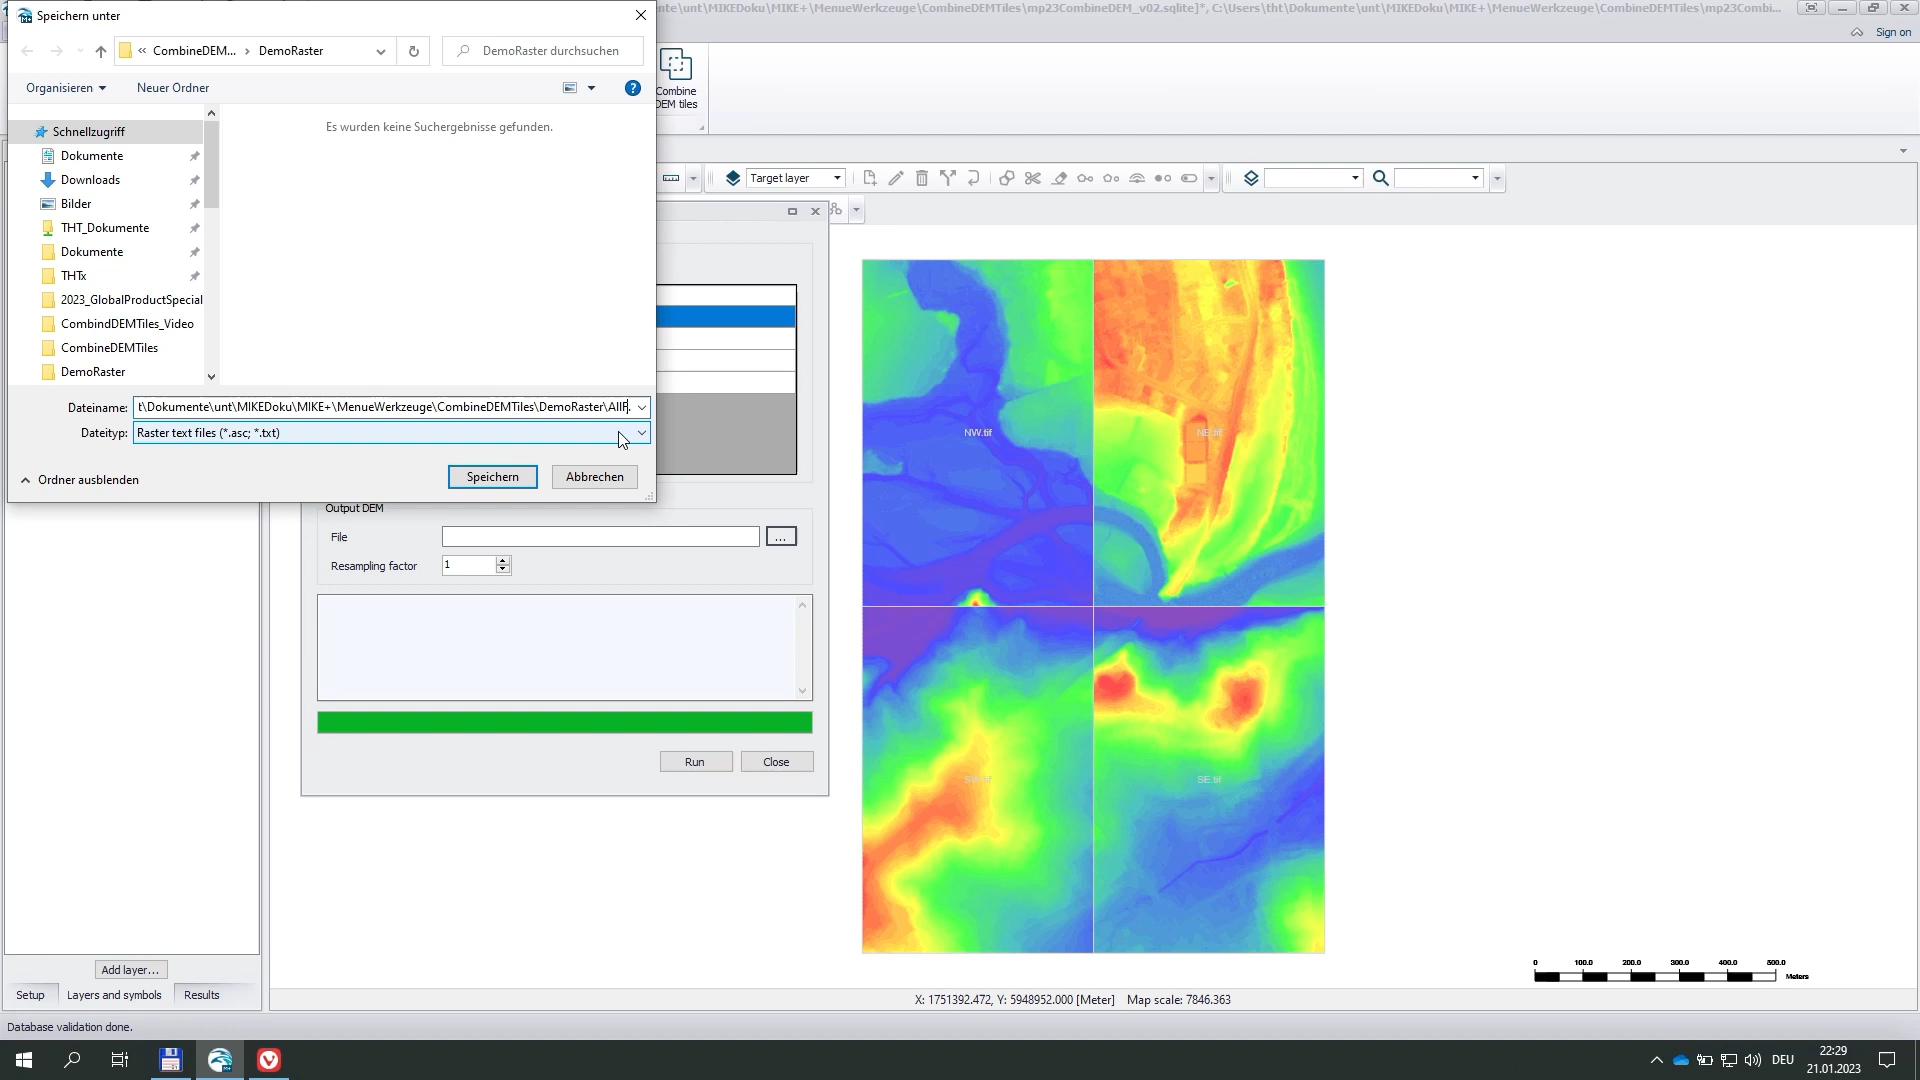 Speichern unter
nte\unt\MIKEDoku\MIKE+\MenueWerkzeuge\CombineDEMTiles\mp23CombineDEM_v02.sqlite]*, C:\Users\tht\Dokumente\unt\MIKEDoku\MIKE+\MenueWerkzeuge\CombineDEMTiles\mp23Combi...
Sign on
« CombineDEM... › DemoRaster
DemoRaster durchsuchen
Organisieren
Neuer Ordner
Combine
DEM tiles
Es wurden keine Suchergebnisse gefunden.
Schnellzugriff
Dokumente
Downloads
Bilder
THT_Dokumente
Dokumente
THTx
2023_GlobalProductSpecial
CombindDEMTiles_Video
CombineDEMTiles
DemoRaster
Target layer
Dateiname: t\Dokumente\unt\MIKEDoku\MIKE+\MenueWerkzeuge\CombineDEMTiles\DemoRaster\AllF.
Dateityp: Raster text files (*.asc; *.txt)
Ordner ausblenden
Speichern
Abbrechen
Output DEM
File
...
Resampling factor
1
Run
Close
NW.tif
NE.tif
SW.tif
SE.tif
0 100.0 200.0 300.0 400.0 500.0
Meters
Add layer...
Setup
Layers and symbols
Results
X: 1751392.472, Y: 5948952.000 [Meter] Map scale: 7846.363
Database validation done.
DEU
22:29
21.01.2023